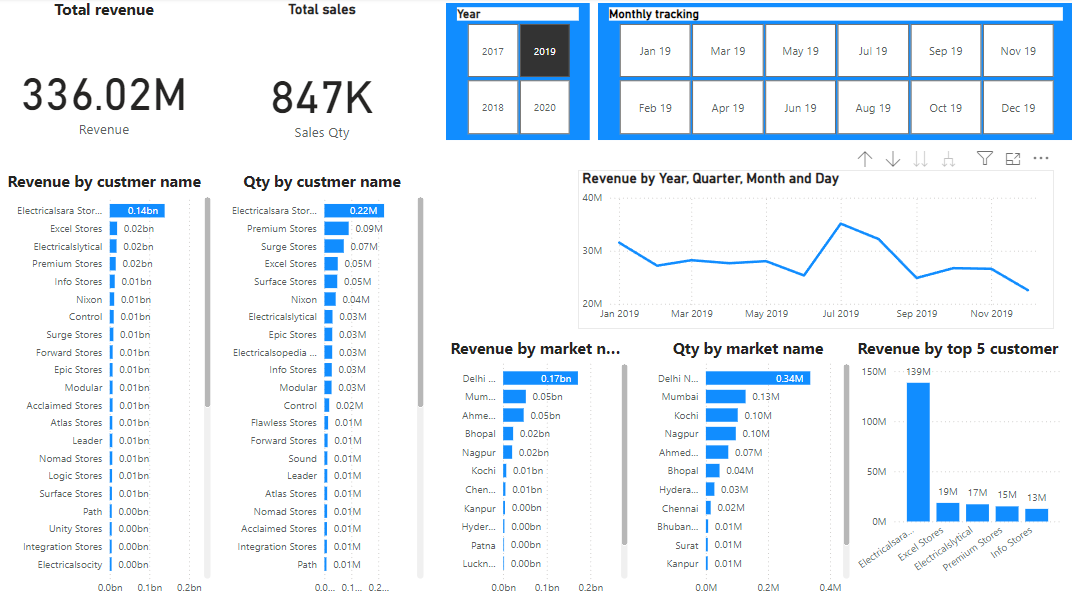 Total revenue
336.02M
Revenue
Total sales
847K
Sales Qty
Year
2017
2019
2018
2020
Monthly tracking
Jan 19
Mar 19
May 19
Jul 19
Sep 19
Nov 19
Feb 19
Apr 19
Jun 19
Aug 19
Oct 19
Dec 19
Revenue by custmer name
Electricalsara Stor... 0.14bn
Excel Stores 0.02bn
Electricalslytical 0.02bn
Premium Stores 0.02bn
Info Stores 0.01bn
Nixon 0.01bn
Control 0.01bn
Surge Stores 0.01bn
Forward Stores 0.01bn
Epic Stores 0.01bn
Modular 0.01bn
Acclaimed Stores 0.01bn
Atlas Stores 0.01bn
Leader 0.01bn
Nomad Stores 0.01bn
Logic Stores 0.01bn
Surface Stores 0.01bn
Path 0.00bn
Unity Stores 0.00bn
Integration Stores 0.00bn
Electricalsocity 0.00bn
0.0bn 0.1bn 0.2bn
Qty by custmer name
Electricalsara Stor... 0.22M
Premium Stores 0.09M
Surge Stores 0.07M
Excel Stores 0.05M
Surface Stores 0.05M
Nixon 0.04M
Electricalslytical 0.03M
Epic Stores 0.03M
Electricalsopedia ... 0.03M
Info Stores 0.03M
Modular 0.03M
Control 0.02M
Flawless Stores 0.01M
Forward Stores 0.01M
Sound 0.01M
Leader 0.01M
Atlas Stores 0.01M
Nomad Stores 0.01M
Acclaimed Stores 0.01M
Integration Stores 0.01M
Path 0.01M
0.0... 0.1... 0.2...
Revenue by Year, Quarter, Month and Day
40M
30M
20M
Jan 2019 Mar 2019 May 2019 Jul 2019 Sep 2019 Nov 2019
Revenue by market n...
Delhi ... 0.17bn
Mum... 0.05bn
Ahme... 0.05bn
Bhopal 0.02bn
Nagpur 0.02bn
Kochi 0.01bn
Chen... 0.01bn
Kanpur 0.00bn
Hyder... 0.00bn
Patna 0.00bn
Luckn... 0.00bn
0.0bn 0.1bn 0.2bn
Qty by market name
Delhi N... 0.34M
Mumbai 0.13M
Kochi 0.10M
Nagpur 0.10M
Ahmed... 0.07M
Bhopal 0.04M
Hydera... 0.03M
Chennai 0.02M
Bhuban... 0.01M
Surat 0.01M
Kanpur 0.01M
0.0M 0.2M 0.4M
Revenue by top 5 customer
150M
100M
50M
0M
139M
19M
17M
15M
13M
Electricalsara...
Excel Stores
Electricalslytical
Premium Stores
Info Stores